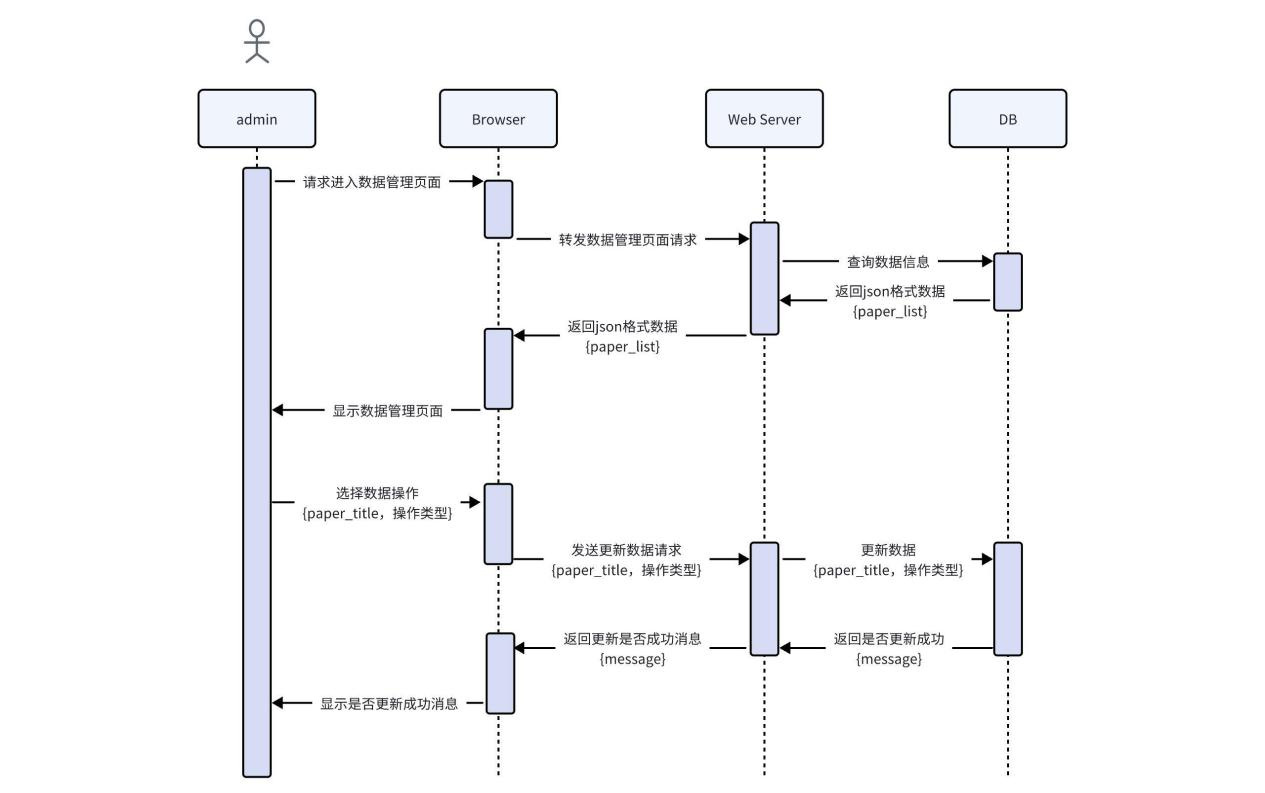 admin
Browser
Web Server
DB
请求进入数据管理页面
转发数据管理页面请求
查询数据信息
返回json格式数据
{paper_list}
返回json格式数据
{paper_list}
显示数据管理页面
选择数据操作
{paper_title，操作类型}
发送更新数据请求
{paper_title，操作类型}
更新数据
{paper_title，操作类型}
返回是否更新成功
{message}
返回更新是否成功消息
{message}
显示是否更新成功消息